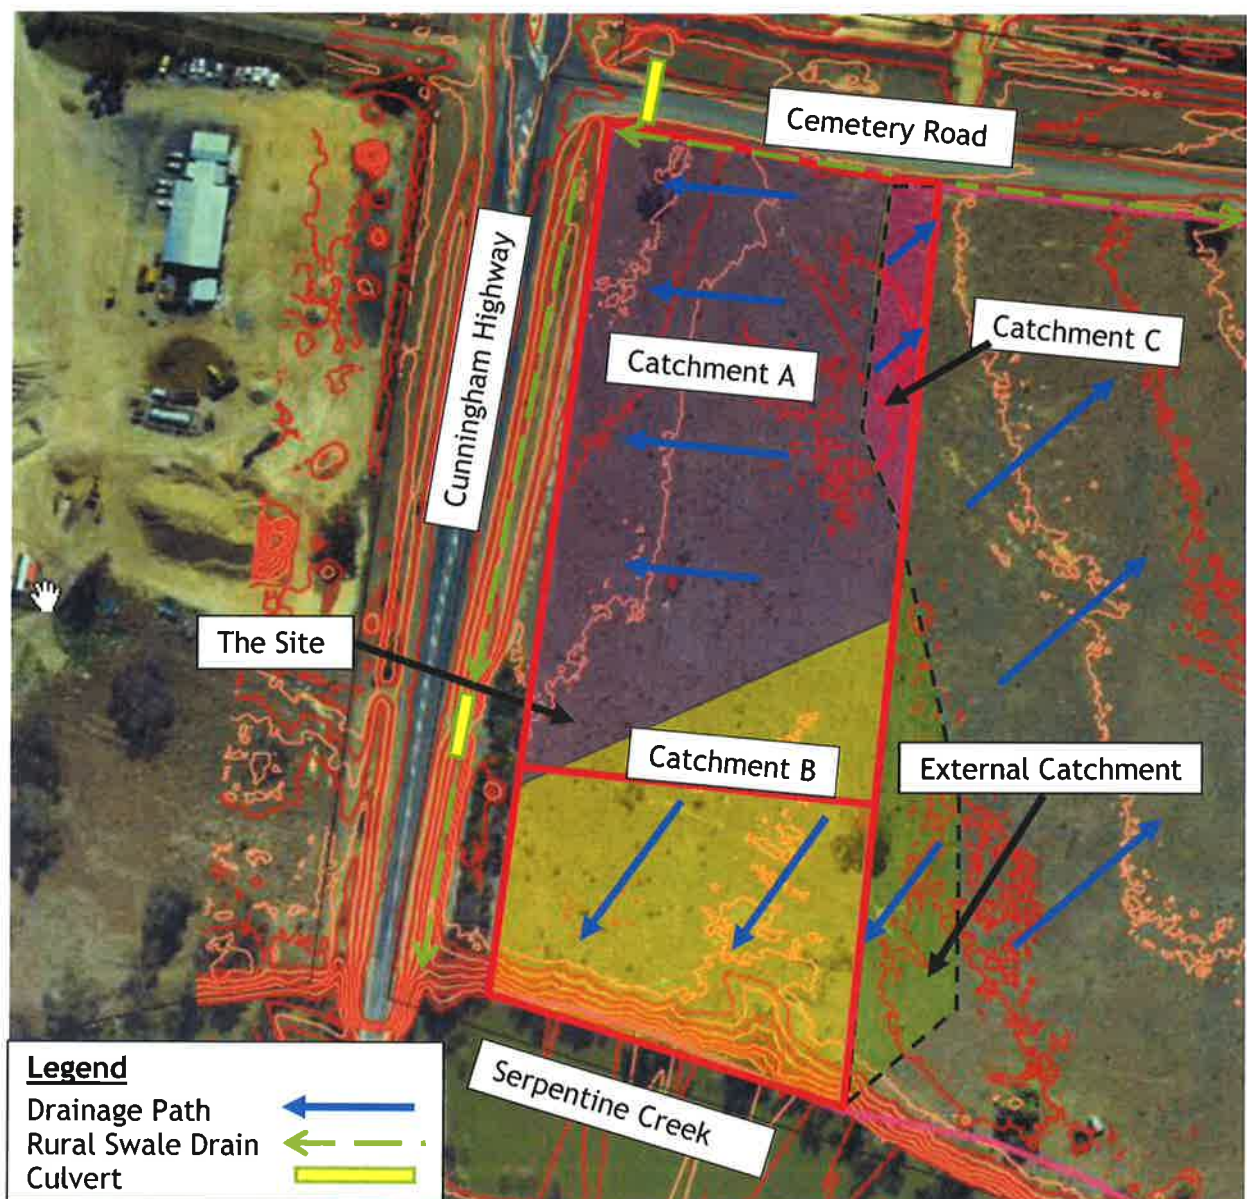 Cemetery Road
Cunningham Highway
Catchment C
Catchment A
The Site
Catchment B
External Catchment
Serpentine Creek
Legend
Drainage Path
Rural Swale Drain
Culvert